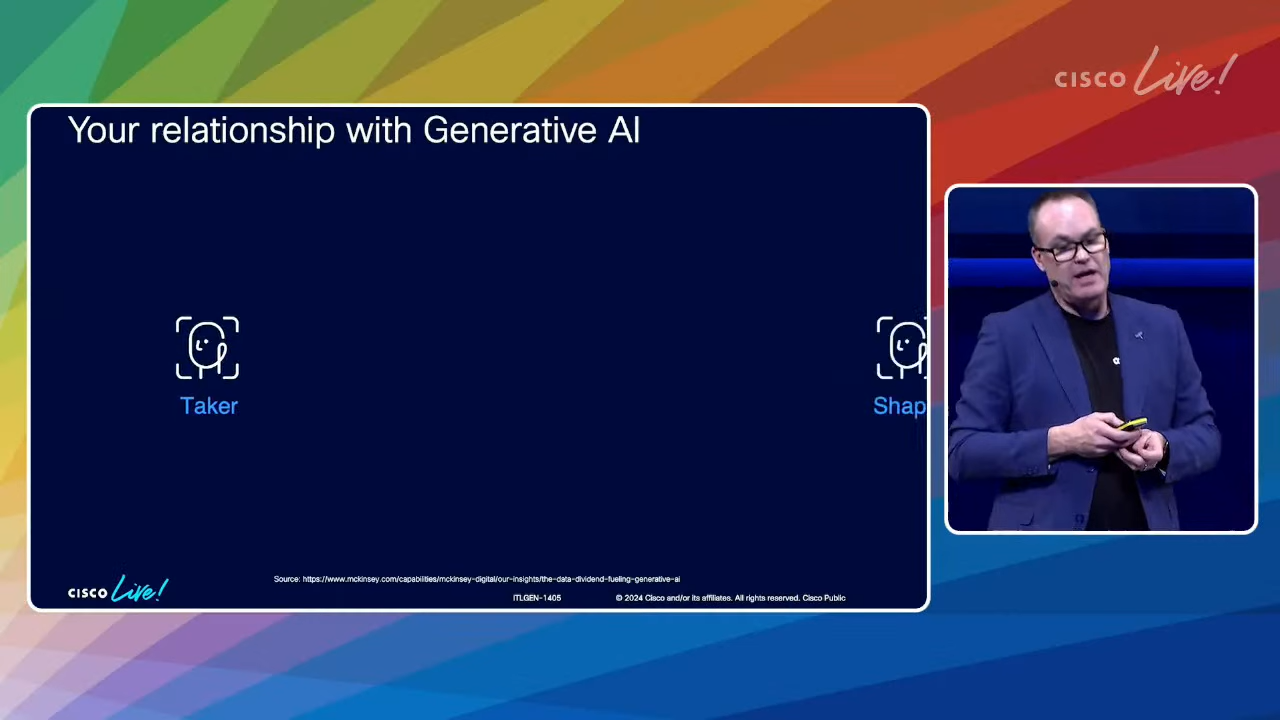 CISCO Live!
Your relationship with Generative AI
Taker
Shap
Source: https://www.mckinsey.com/capabilities/mckinsey-digital/our-insights/the-data-dividend-fueling-generative-ai
CISCO Live!
ITLGEN-1405
© 2024 Cisco and/or its affiliates. All rights reserved. Cisco Public